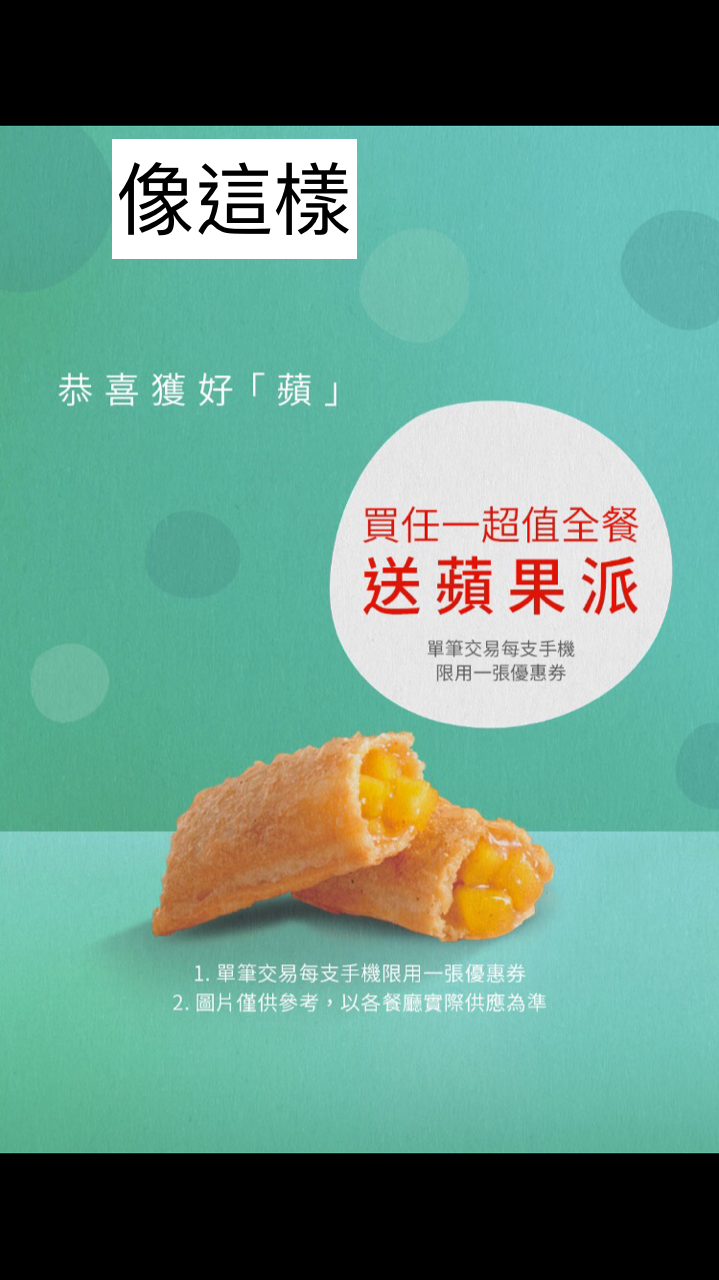 像這樣
恭喜獲好「蘋」
買任一超值全餐
送蘋果派
單筆交易每支手機
限用一張優惠券
1. 單筆交易每支手機限用一張優惠券
2. 圖片僅供參考，以各餐廳實際供應為準